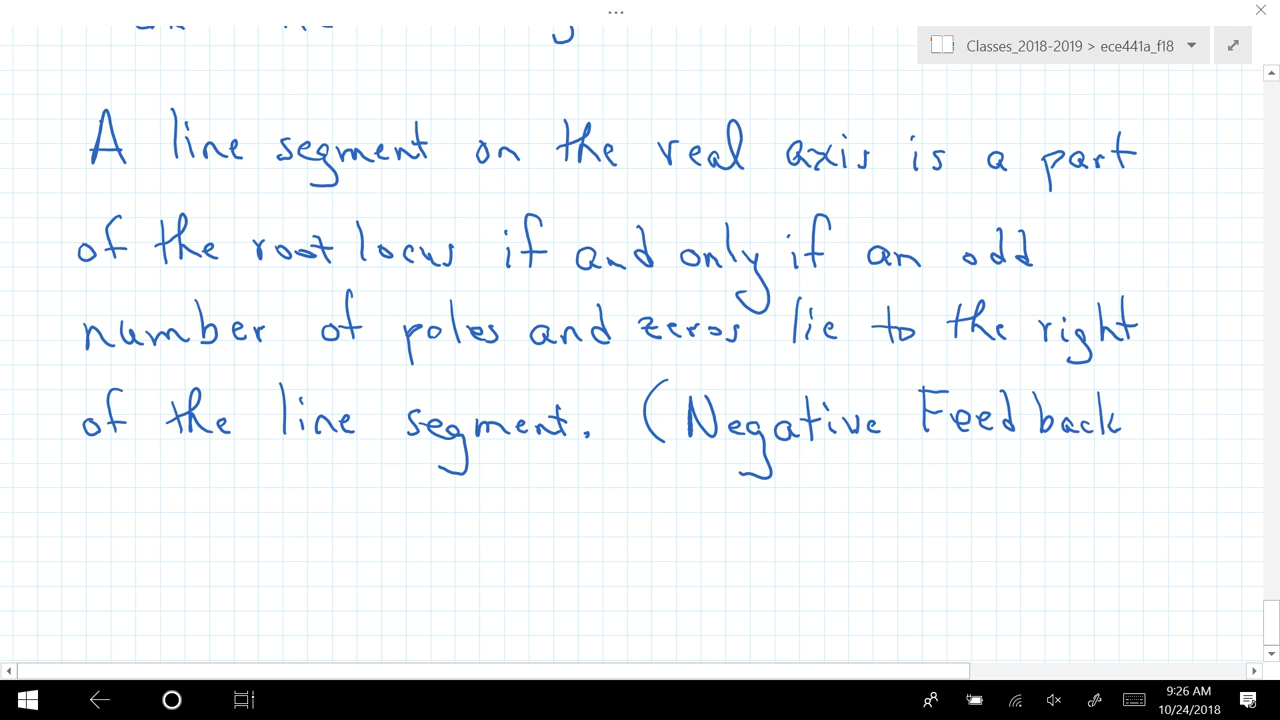 Classes_2018-2019 > ece441a_f18
A line segment on the real axis is a part
of the root locus if and only if an odd
number of poles and zeros lie to the right
of the line segment. (Negative Feedback
9:26 AM
10/24/2018